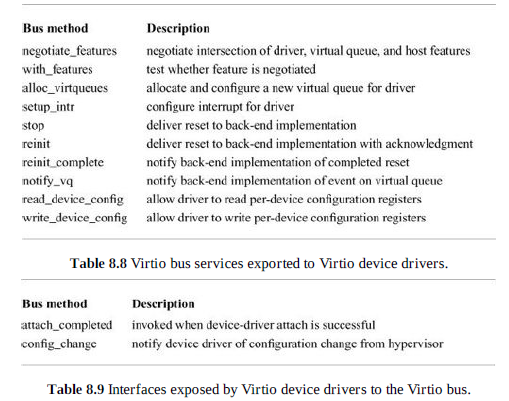 Bus method Description
negotiate_features negotiate intersection of driver, virtual queue, and host features
with_features test whether feature is negotiated
alloc_virtqueues allocate and configure a new virtual queue for driver
setup_intr configure interrupt for driver
stop deliver reset to back-end implementation
reinit deliver reset to back-end implementation with acknowledgment
reinit_complete notify back-end implementation of completed reset
notify_vq notify back-end implementation of event on virtual queue
read_device_config allow driver to read per-device configuration registers
write_device_config allow driver to write per-device configuration registers
Table 8.8 Virtio bus services exported to Virtio device drivers.
Bus method Description
attach_completed invoked when device-driver attach is successful
config_change notify device driver of configuration change from hypervisor
Table 8.9 Interfaces exposed by Virtio device drivers to the Virtio bus.